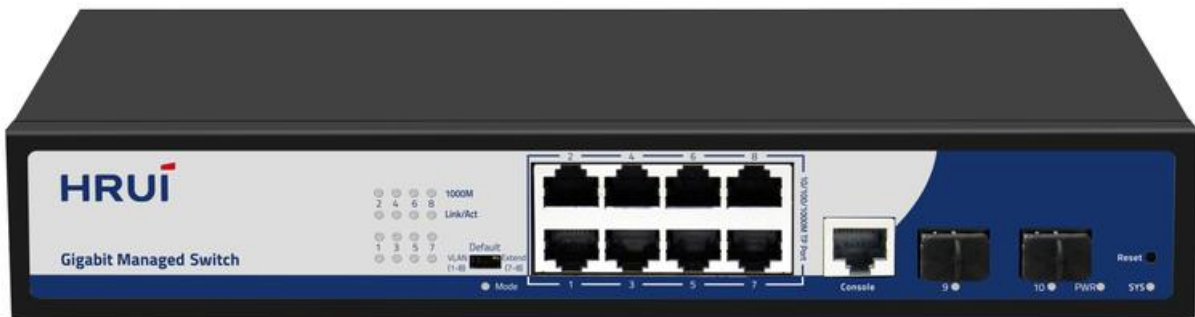 HRUI
Gigabit Managed Switch
1000M
2 4 6 8
Link/Act
1 3 5 7
Default
VLAN
(1-8)
Extend
(7-8)
Mode
2 4 6 8
1 3 5 7
10/100/1000M TP Port
Console
9
10
PWR
Reset
SYS